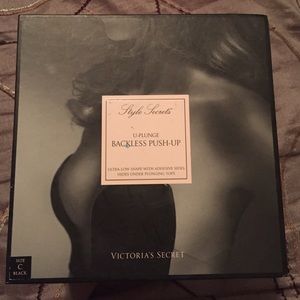 Style Secrets
U-PLUNGE
BACKLESS PUSH-UP
ULTRA-LOW SHAPE WITH ADHESIVE SIDES
HIDES UNDER PLUNGING TOPS
VICTORIA'S SECRET
SIZE
C
BLACK